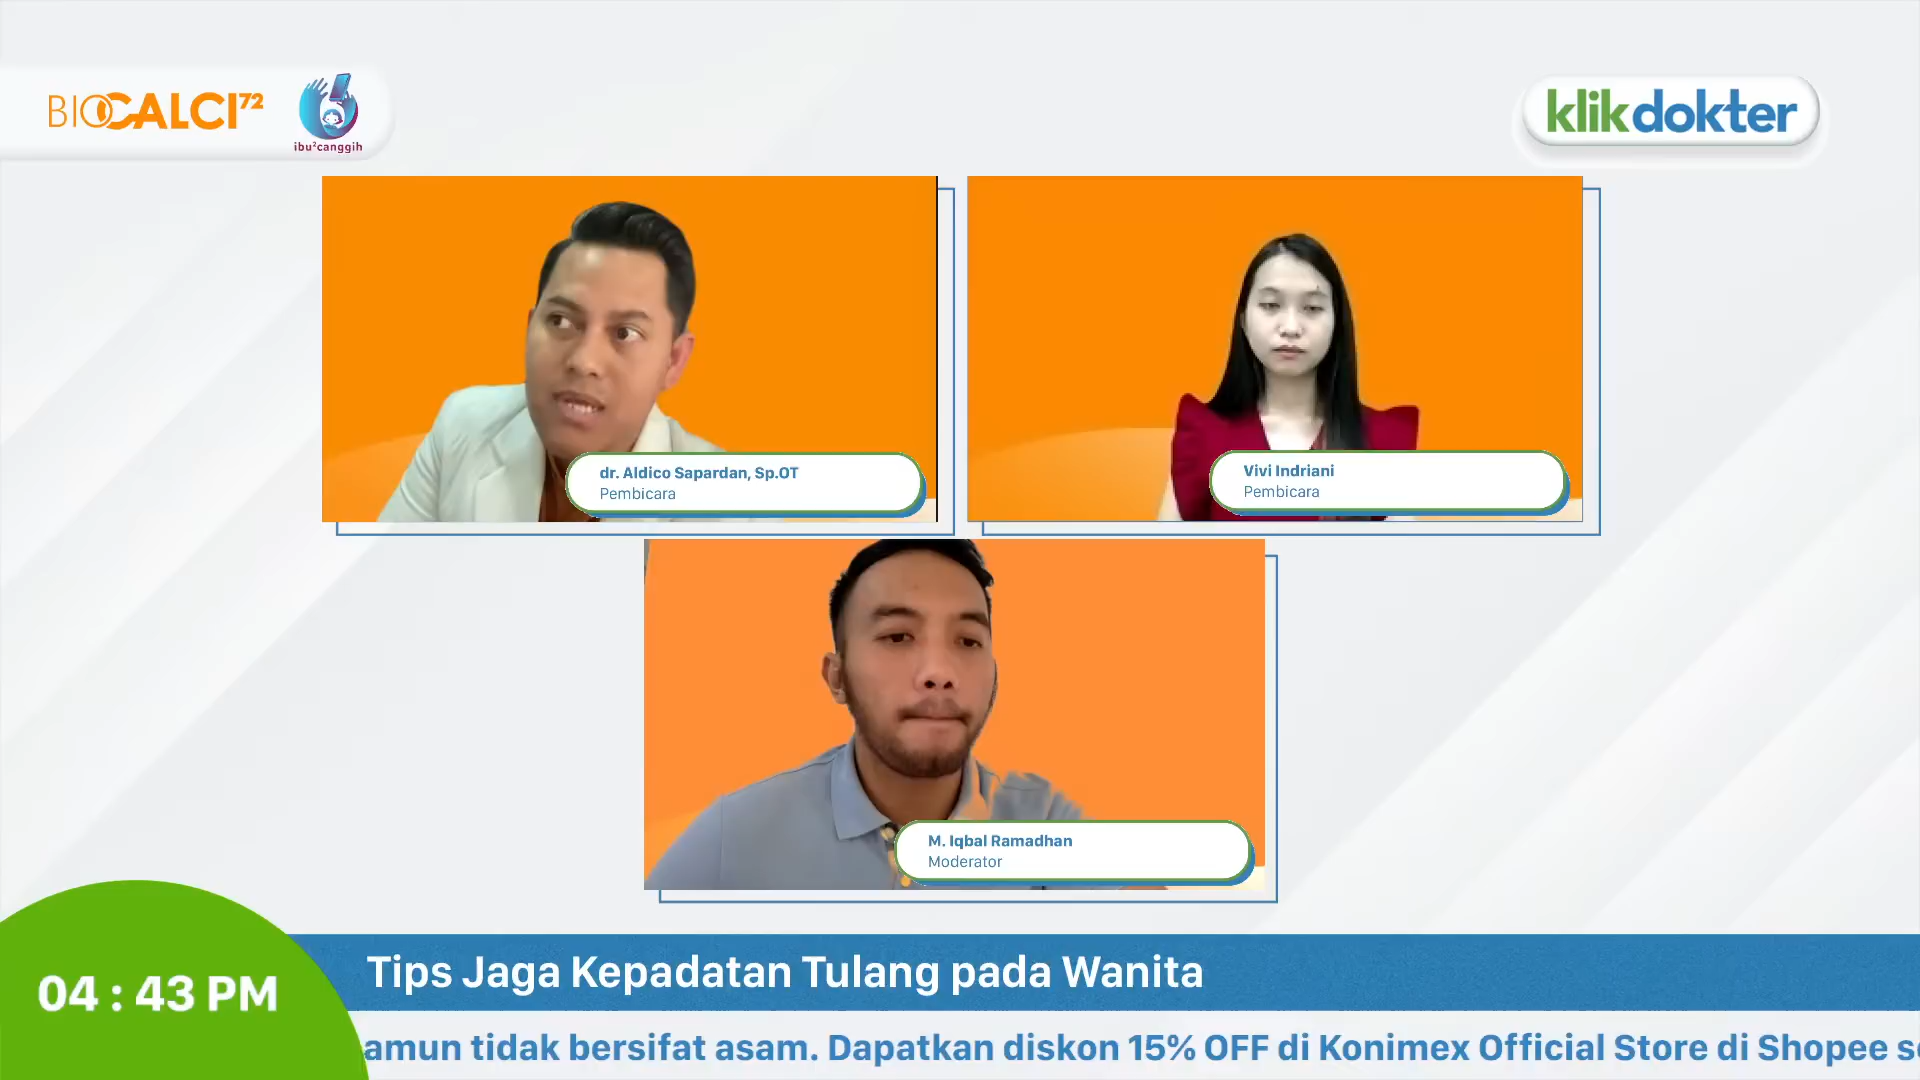 BIOCALCI72
ibu²canggih
klikdokter
dr. Aldico Sapardan, Sp.OT
Pembicara
Vivi Indriani
Pembicara
M. Iqbal Ramadhan
Moderator
04 : 43 PM
Tips Jaga Kepadatan Tulang pada Wanita
amun tidak bersifat asam. Dapatkan diskon 15% OFF di Konimex Official Store di Shopee s